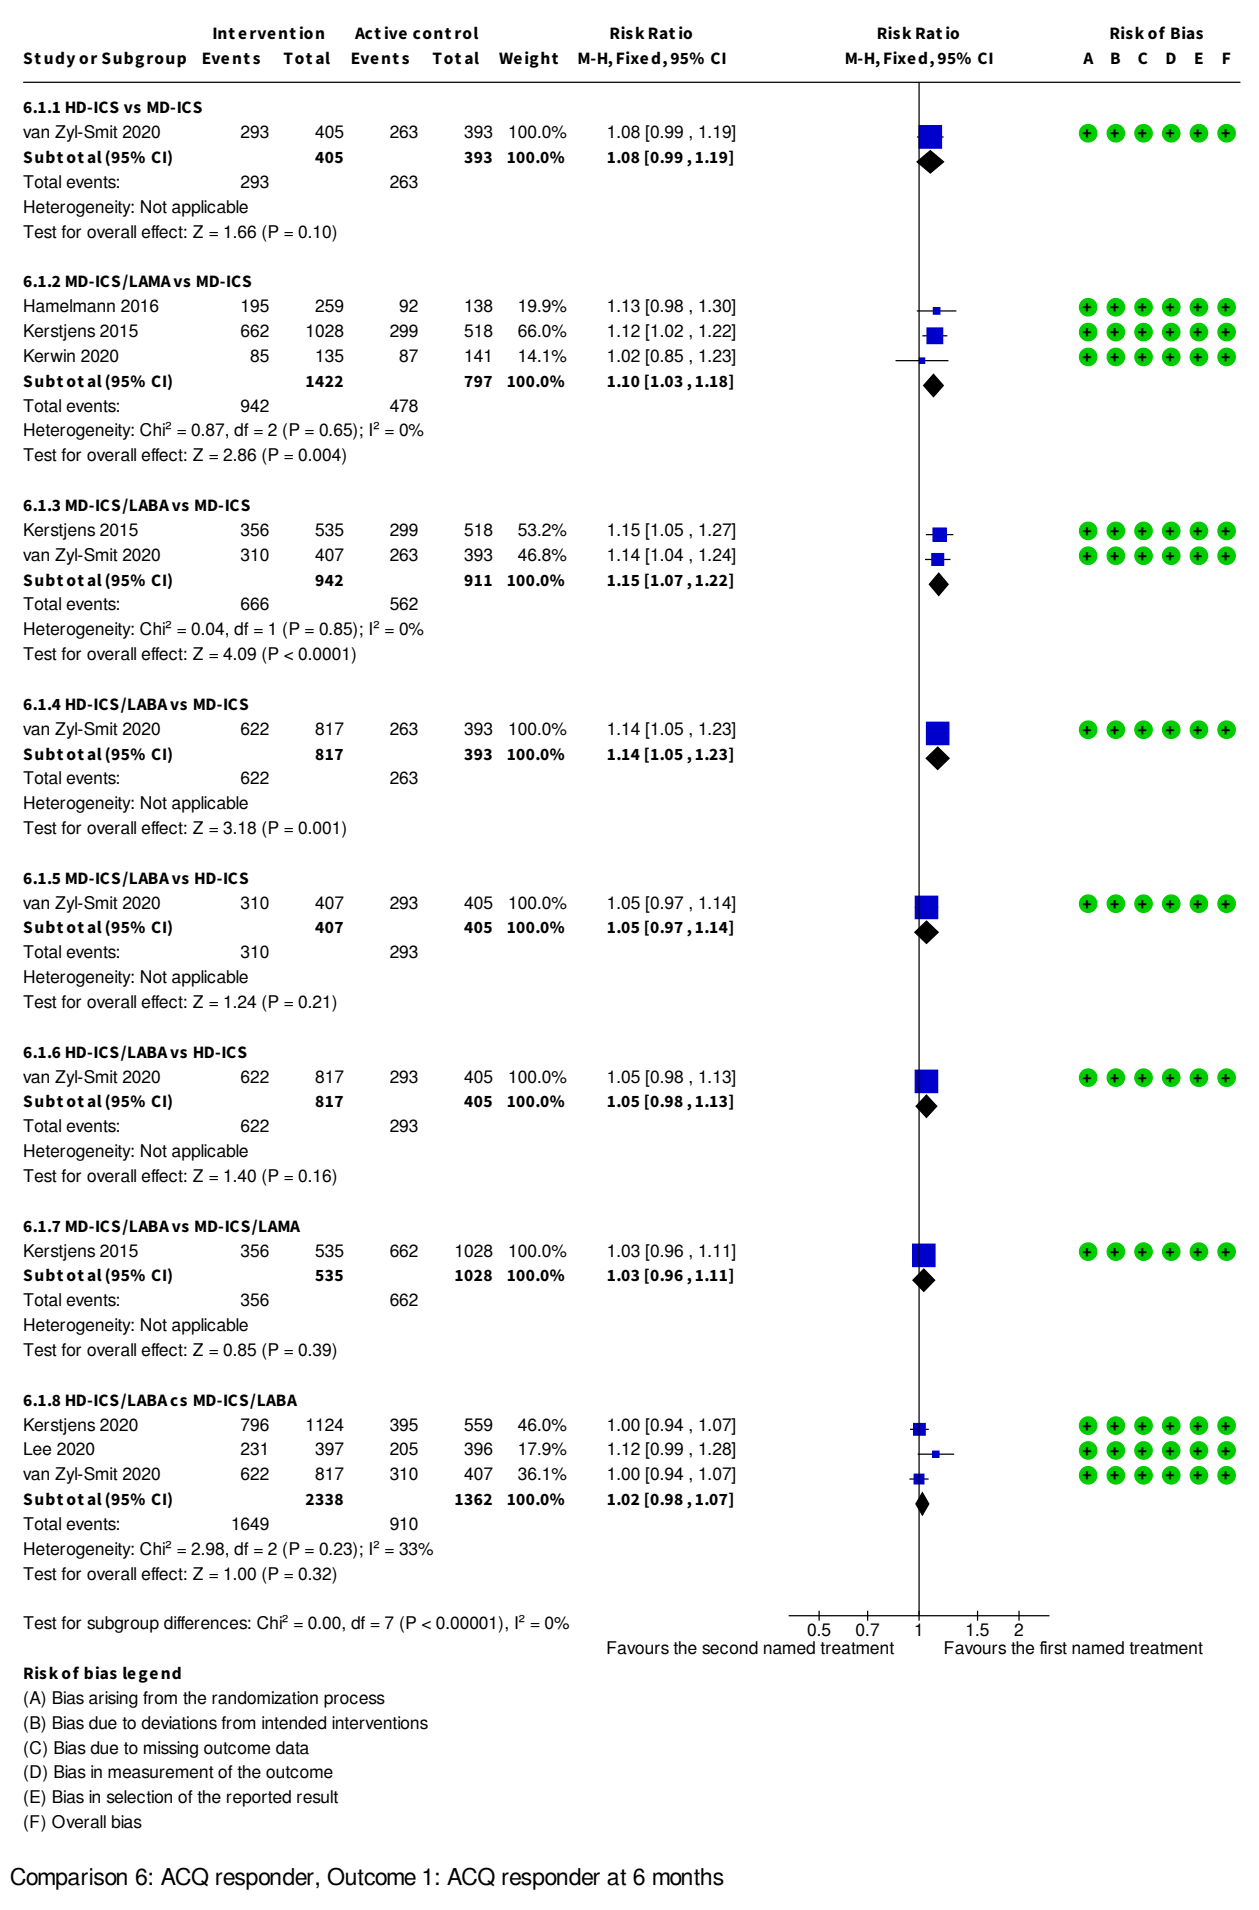 Intervention Active control Risk Ratio Risk Ratio Risk of Bias
Study or Subgroup Events Total Events Total Weight M-H, Fixed, 95% CI M-H, Fixed, 95% CI A B C D E F
6.1.1 HD-ICS vs MD-ICS
van Zyl-Smit 2020 293 405 263 393 100.0% 1.08 [0.99 , 1.19] + + + + + +
Subtotal (95% CI) 405 393 100.0% 1.08 [0.99 , 1.19]
Total events: 293 263
Heterogeneity: Not applicable
Test for overall effect: Z = 1.66 (P = 0.10)
6.1.2 MD-ICS/LAMA vs MD-ICS
Hamelmann 2016 195 259 92 138 19.9% 1.13 [0.98 , 1.30] + + + + + +
Kerstjens 2015 662 1028 299 518 66.0% 1.12 [1.02 , 1.22] + + + + + +
Kerwin 2020 85 135 87 141 14.1% 1.02 [0.85 , 1.23] + + + + + +
Subtotal (95% CI) 1422 797 100.0% 1.10 [1.03 , 1.18]
Total events: 942 478
Heterogeneity: Chi² = 0.87, df = 2 (P = 0.65); I² = 0%
Test for overall effect: Z = 2.86 (P = 0.004)
6.1.3 MD-ICS/LABA vs MD-ICS
Kerstjens 2015 356 535 299 518 53.2% 1.15 [1.05 , 1.27] + + + + + +
van Zyl-Smit 2020 310 407 263 393 46.8% 1.14 [1.04 , 1.24] + + + + + +
Subtotal (95% CI) 942 911 100.0% 1.15 [1.07 , 1.22]
Total events: 666 562
Heterogeneity: Chi² = 0.04, df = 1 (P = 0.85); I² = 0%
Test for overall effect: Z = 4.09 (P < 0.0001)
6.1.4 HD-ICS/LABA vs MD-ICS
van Zyl-Smit 2020 622 817 263 393 100.0% 1.14 [1.05 , 1.23] + + + + + +
Subtotal (95% CI) 817 393 100.0% 1.14 [1.05 , 1.23]
Total events: 622 263
Heterogeneity: Not applicable
Test for overall effect: Z = 3.18 (P = 0.001)
6.1.5 MD-ICS/LABA vs HD-ICS
van Zyl-Smit 2020 310 407 293 405 100.0% 1.05 [0.97 , 1.14] + + + + + +
Subtotal (95% CI) 407 405 100.0% 1.05 [0.97 , 1.14]
Total events: 310 293
Heterogeneity: Not applicable
Test for overall effect: Z = 1.24 (P = 0.21)
6.1.6 HD-ICS/LABA vs HD-ICS
van Zyl-Smit 2020 622 817 293 405 100.0% 1.05 [0.98 , 1.13] + + + + + +
Subtotal (95% CI) 817 405 100.0% 1.05 [0.98 , 1.13]
Total events: 622 293
Heterogeneity: Not applicable
Test for overall effect: Z = 1.40 (P = 0.16)
6.1.7 MD-ICS/LABA vs MD-ICS/LAMA
Kerstjens 2015 356 535 662 1028 100.0% 1.03 [0.96 , 1.11] + + + + + +
Subtotal (95% CI) 535 1028 100.0% 1.03 [0.96 , 1.11]
Total events: 356 662
Heterogeneity: Not applicable
Test for overall effect: Z = 0.85 (P = 0.39)
6.1.8 HD-ICS/LABA cs MD-ICS/LABA
Kerstjens 2020 796 1124 395 559 46.0% 1.00 [0.94 , 1.07] + + + + + +
Lee 2020 231 397 205 396 17.9% 1.12 [0.99 , 1.28] + + + + + +
van Zyl-Smit 2020 622 817 310 407 36.1% 1.00 [0.94 , 1.07] + + + + + +
Subtotal (95% CI) 2338 1362 100.0% 1.02 [0.98 , 1.07]
Total events: 1649 910
Heterogeneity: Chi² = 2.98, df = 2 (P = 0.23); I² = 33%
Test for overall effect: Z = 1.00 (P = 0.32)
Test for subgroup differences: Chi² = 0.00, df = 7 (P < 0.00001), I² = 0%
0.5 0.7 1 1.5 2
Favours the second named treatment Favours the first named treatment
Risk of bias legend
(A) Bias arising from the randomization process
(B) Bias due to deviations from intended interventions
(C) Bias due to missing outcome data
(D) Bias in measurement of the outcome
(E) Bias in selection of the reported result
(F) Overall bias
Comparison 6: ACQ responder, Outcome 1: ACQ responder at 6 months